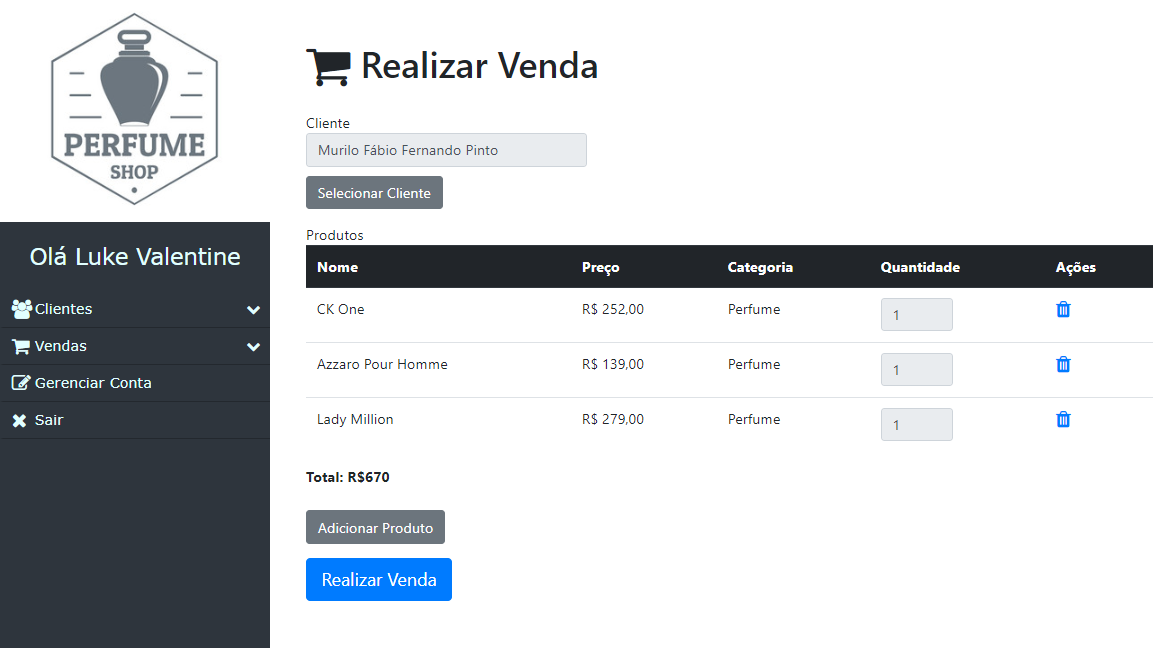 PERFUME
SHOP
Olá Luke Valentine
Clientes
Vendas
Gerenciar Conta
Sair
Realizar Venda
Cliente
Murilo Fábio Fernando Pinto
Selecionar Cliente
Produtos
Nome Preço Categoria Quantidade Ações
CK One R$ 252,00 Perfume 1
Azzaro Pour Homme R$ 139,00 Perfume 1
Lady Million R$ 279,00 Perfume 1
Total: R$670
Adicionar Produto
Realizar Venda